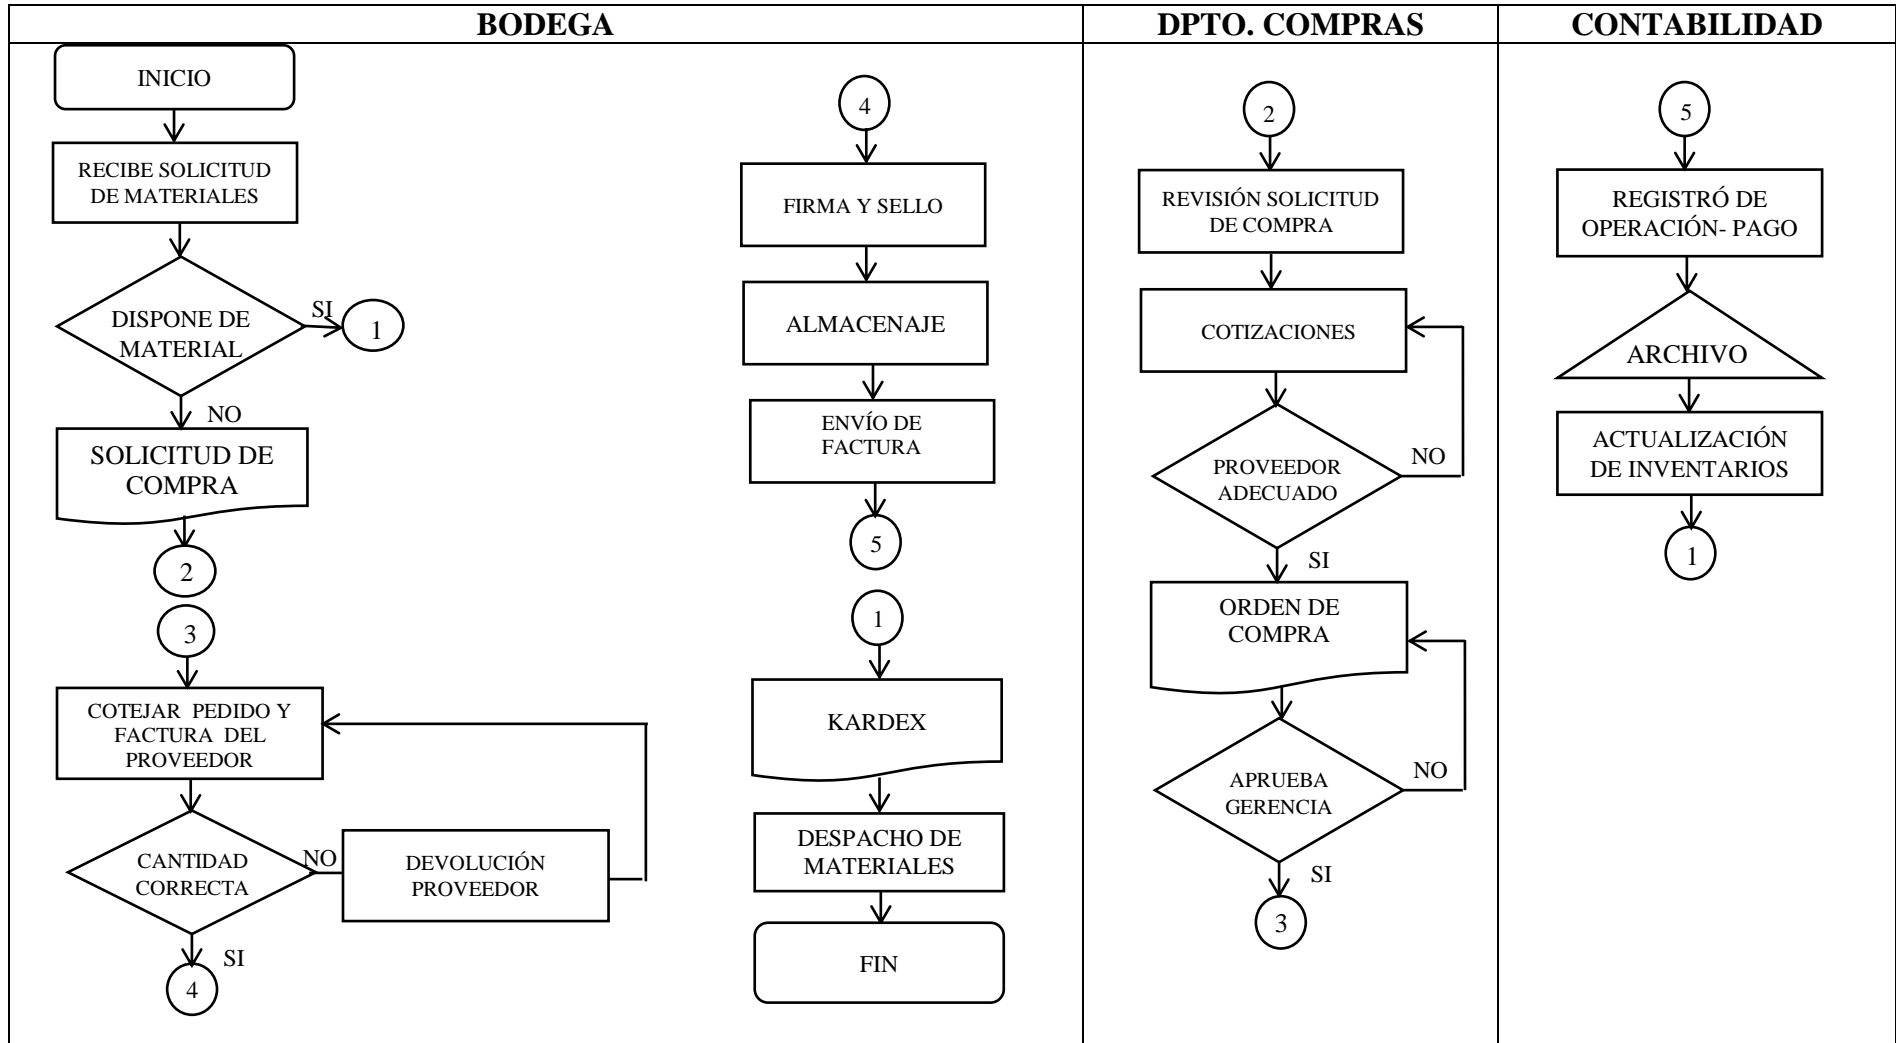 BODEGA
DPTO. COMPRAS
CONTABILIDAD
INICIO
RECIBE SOLICITUD
DE MATERIALES
DISPONE DE
MATERIAL
SI
1
NO
SOLICITUD DE
COMPRA
2
3
COTEJAR PEDIDO Y
FACTURA DEL
PROVEEDOR
CANTIDAD
CORRECTA
NO
DEVOLUCIÓN
PROVEEDOR
SI
4
4
FIRMA Y SELLO
ALMACENAJE
ENVÍO DE
FACTURA
5
1
KARDEX
DESPACHO DE
MATERIALES
FIN
2
REVISIÓN SOLICITUD
DE COMPRA
COTIZACIONES
PROVEEDOR
ADECUADO
NO
SI
ORDEN DE
COMPRA
APRUEBA
GERENCIA
NO
SI
3
5
REGISTRÓ DE
OPERACIÓN- PAGO
ARCHIVO
ACTUALIZACIÓN
DE INVENTARIOS
1